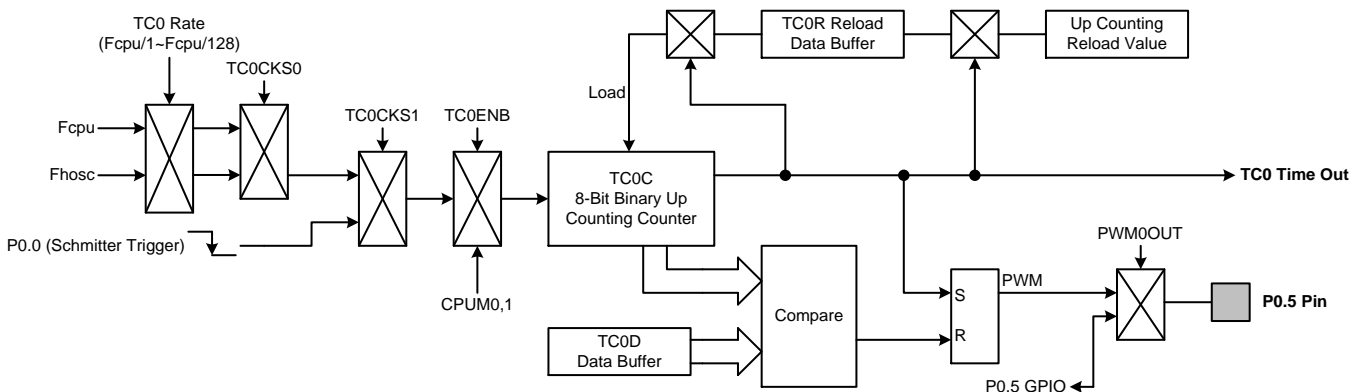 TC0 Rate
(Fcpu/1~Fcpu/128)
TC0CKS0
Fcpu
Fhosc
P0.0 (Schmitter Trigger)
TC0CKS1
TC0ENB
CPUM0,1
Load
TC0R Reload
Data Buffer
Up Counting
Reload Value
TC0C
8-Bit Binary Up
Counting Counter
TC0 Time Out
TC0D
Data Buffer
Compare
S
R
PWM
PWM0OUT
P0.5 Pin
P0.5 GPIO